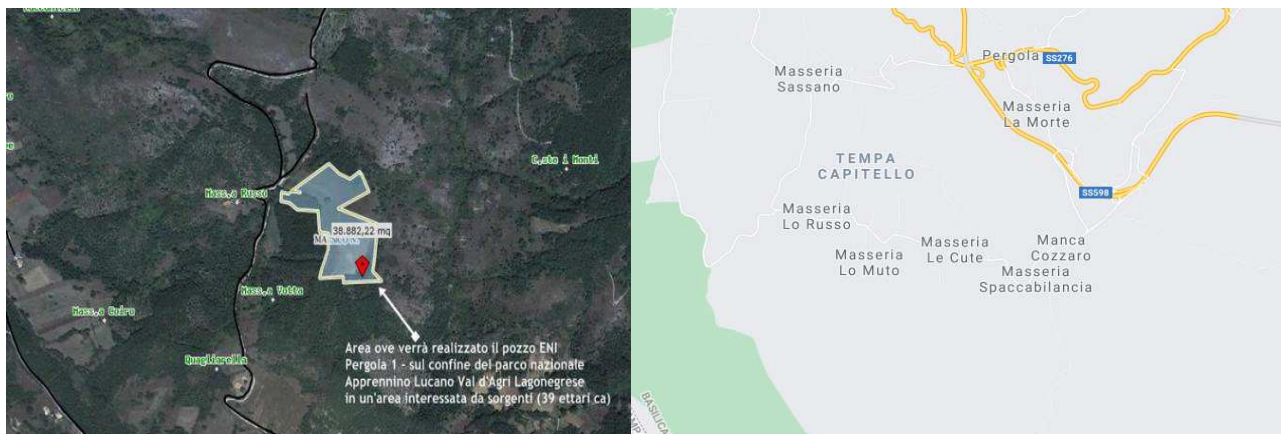 C.sto i Monti
Mass.a Russo
38.882,22 mq
Mass.a Votta
Mass.a Cuiro
Quagliarella
Area ove verrà realizzato il pozzo ENI
Pergola 1 - sul confine del parco nazionale
Apprennino Lucano Val d'Agri Lagonegrese
in un'area interessata da sorgenti (39 ettari ca)
Pergola
SS276
Masseria
Sassano
Masseria
La Morte
TEMPA
CAPITELLO
SS598
Masseria
Lo Russo
Masseria
Lo Muto
Masseria
Le Cute
Manca
Cozzaro
Masseria
Spaccabilancia